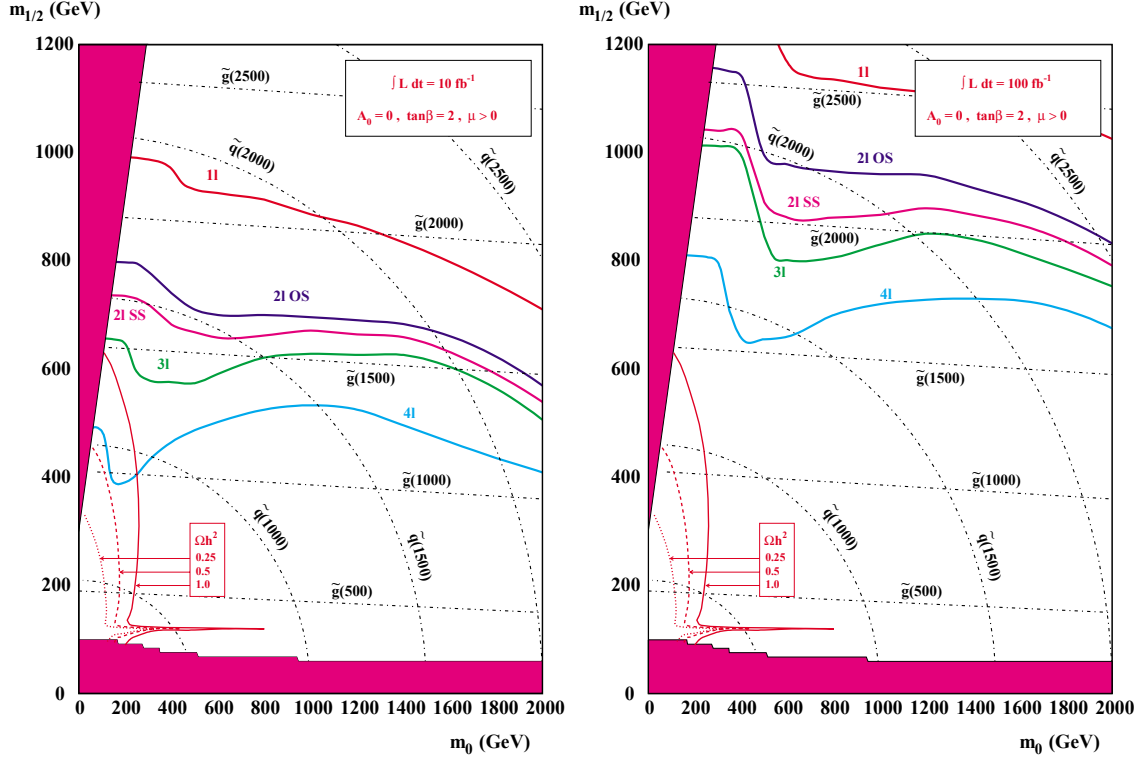 m1/2 (GeV)
1200
1000
800
600
400
200
0
0 200 400 600 800 1000 1200 1400 1600 1800 2000
m0 (GeV)
∫ L dt = 10 fb-1
A0 = 0 , tanβ = 2 , μ > 0
g̃(2500)
q̃(2000)
q̃(2500)
1l
g̃(2000)
2l OS
2l SS
3l
g̃(1500)
4l
g̃(1000)
q̃(1000)
q̃(1500)
Ωh2
0.25
0.5
1.0
g̃(500)
m1/2 (GeV)
1200
1000
800
600
400
200
0
0 200 400 600 800 1000 1200 1400 1600 1800 2000
m0 (GeV)
∫ L dt = 100 fb-1
A0 = 0 , tanβ = 2 , μ > 0
1l
g̃(2500)
q̃(2000)
q̃(2500)
2l OS
2l SS
g̃(2000)
3l
4l
g̃(1500)
g̃(1000)
q̃(1000)
q̃(1500)
Ωh2
0.25
0.5
1.0
g̃(500)